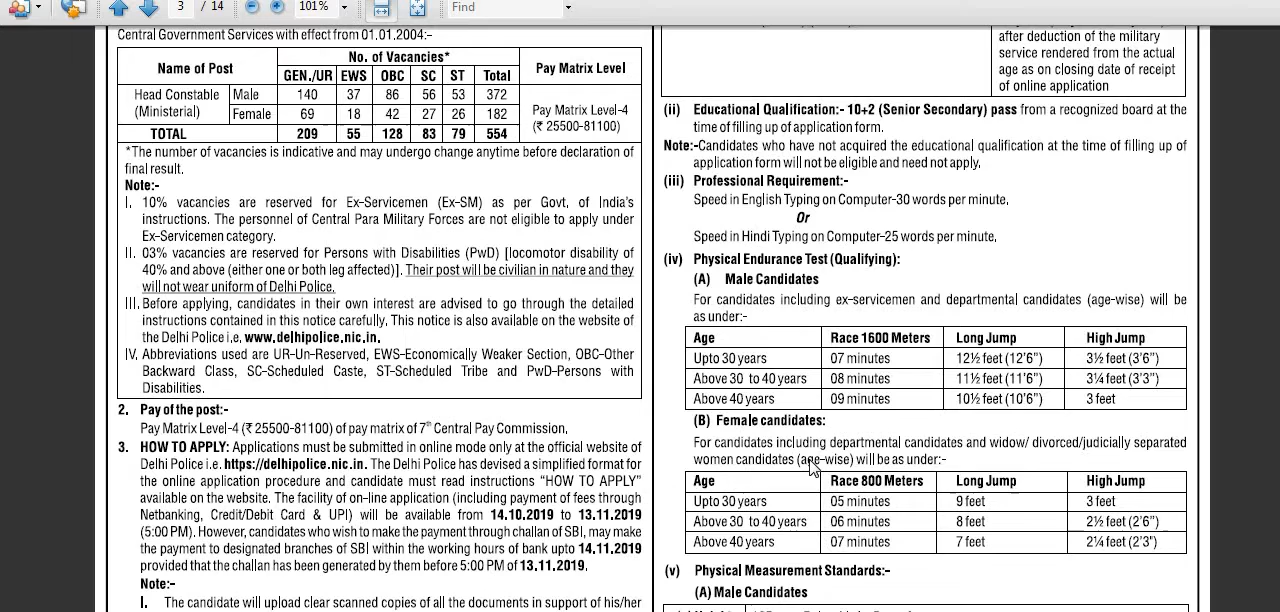 3 / 14 101% Find
Central Government Services with effect from 01.01.2004:-
Name of Post No. of Vacancies* Pay Matrix Level
GEN./UR EWS OBC SC ST Total
Head Constable (Ministerial) Male 140 37 86 56 53 372 Pay Matrix Level-4 (₹ 25500-81100)
Female 69 18 42 27 26 182
TOTAL 209 55 128 83 79 554
*The number of vacancies is indicative and may undergo change anytime before declaration of
final result.
Note:-
I. 10% vacancies are reserved for Ex-Servicemen (Ex-SM) as per Govt. of India's
instructions. The personnel of Central Para Military Forces are not eligible to apply under
Ex-Servicemen category.
II. 03% vacancies are reserved for Persons with Disabilities (PwD) [locomotor disability of
40% and above (either one or both leg affected)]. Their post will be civilian in nature and they
will not wear uniform of Delhi Police.
III. Before applying, candidates in their own interest are advised to go through the detailed
instructions contained in this notice carefully. This notice is also available on the website of
the Delhi Police i.e. www.delhipolice.nic.in.
IV. Abbreviations used are UR-Un-Reserved, EWS-Economically Weaker Section, OBC-Other
Backward Class, SC-Scheduled Caste, ST-Scheduled Tribe and PwD-Persons with
Disabilities.
2. Pay of the post:-
Pay Matrix Level-4 (₹ 25500-81100) of pay matrix of 7th Central Pay Commission.
3. HOW TO APPLY: Applications must be submitted in online mode only at the official website of
Delhi Police i.e. https://delhipolice.nic.in. The Delhi Police has devised a simplified format for
the online application procedure and candidate must read instructions "HOW TO APPLY"
available on the website. The facility of on-line application (including payment of fees through
Netbanking, Credit/Debit Card & UPI) will be available from 14.10.2019 to 13.11.2019
(5:00 PM). However, candidates who wish to make the payment through challan of SBI, may make
the payment to designated branches of SBI within the working hours of bank upto 14.11.2019
provided that the challan has been generated by them before 5:00 PM of 13.11.2019.
Note:-
I. The candidate will upload clear scanned copies of all the documents in support of his/her
after deduction of the military
service rendered from the actual
age as on closing date of receipt
of online application
(ii) Educational Qualification:- 10+2 (Senior Secondary) pass from a recognized board at the
time of filling up of application form.
Note:-Candidates who have not acquired the educational qualification at the time of filling up of
application form will not be eligible and need not apply.
(iii) Professional Requirement:-
Speed in English Typing on Computer-30 words per minute.
Or
Speed in Hindi Typing on Computer-25 words per minute.
(iv) Physical Endurance Test (Qualifying):
(A) Male Candidates
For candidates including ex-servicemen and departmental candidates (age-wise) will be
as under:-
Age Race 1600 Meters Long Jump High Jump
Upto 30 years 07 minutes 12½ feet (12'6") 3½ feet (3'6")
Above 30 to 40 years 08 minutes 11½ feet (11'6") 3¼ feet (3'3")
Above 40 years 09 minutes 10½ feet (10'6") 3 feet
(B) Female candidates:
For candidates including departmental candidates and widow/ divorced/judicially separated
women candidates (age-wise) will be as under:-
Age Race 800 Meters Long Jump High Jump
Upto 30 years 05 minutes 9 feet 3 feet
Above 30 to 40 years 06 minutes 8 feet 2½ feet (2'6")
Above 40 years 07 minutes 7 feet 2¼ feet (2'3")
(v) Physical Measurement Standards:-
(A) Male Candidates